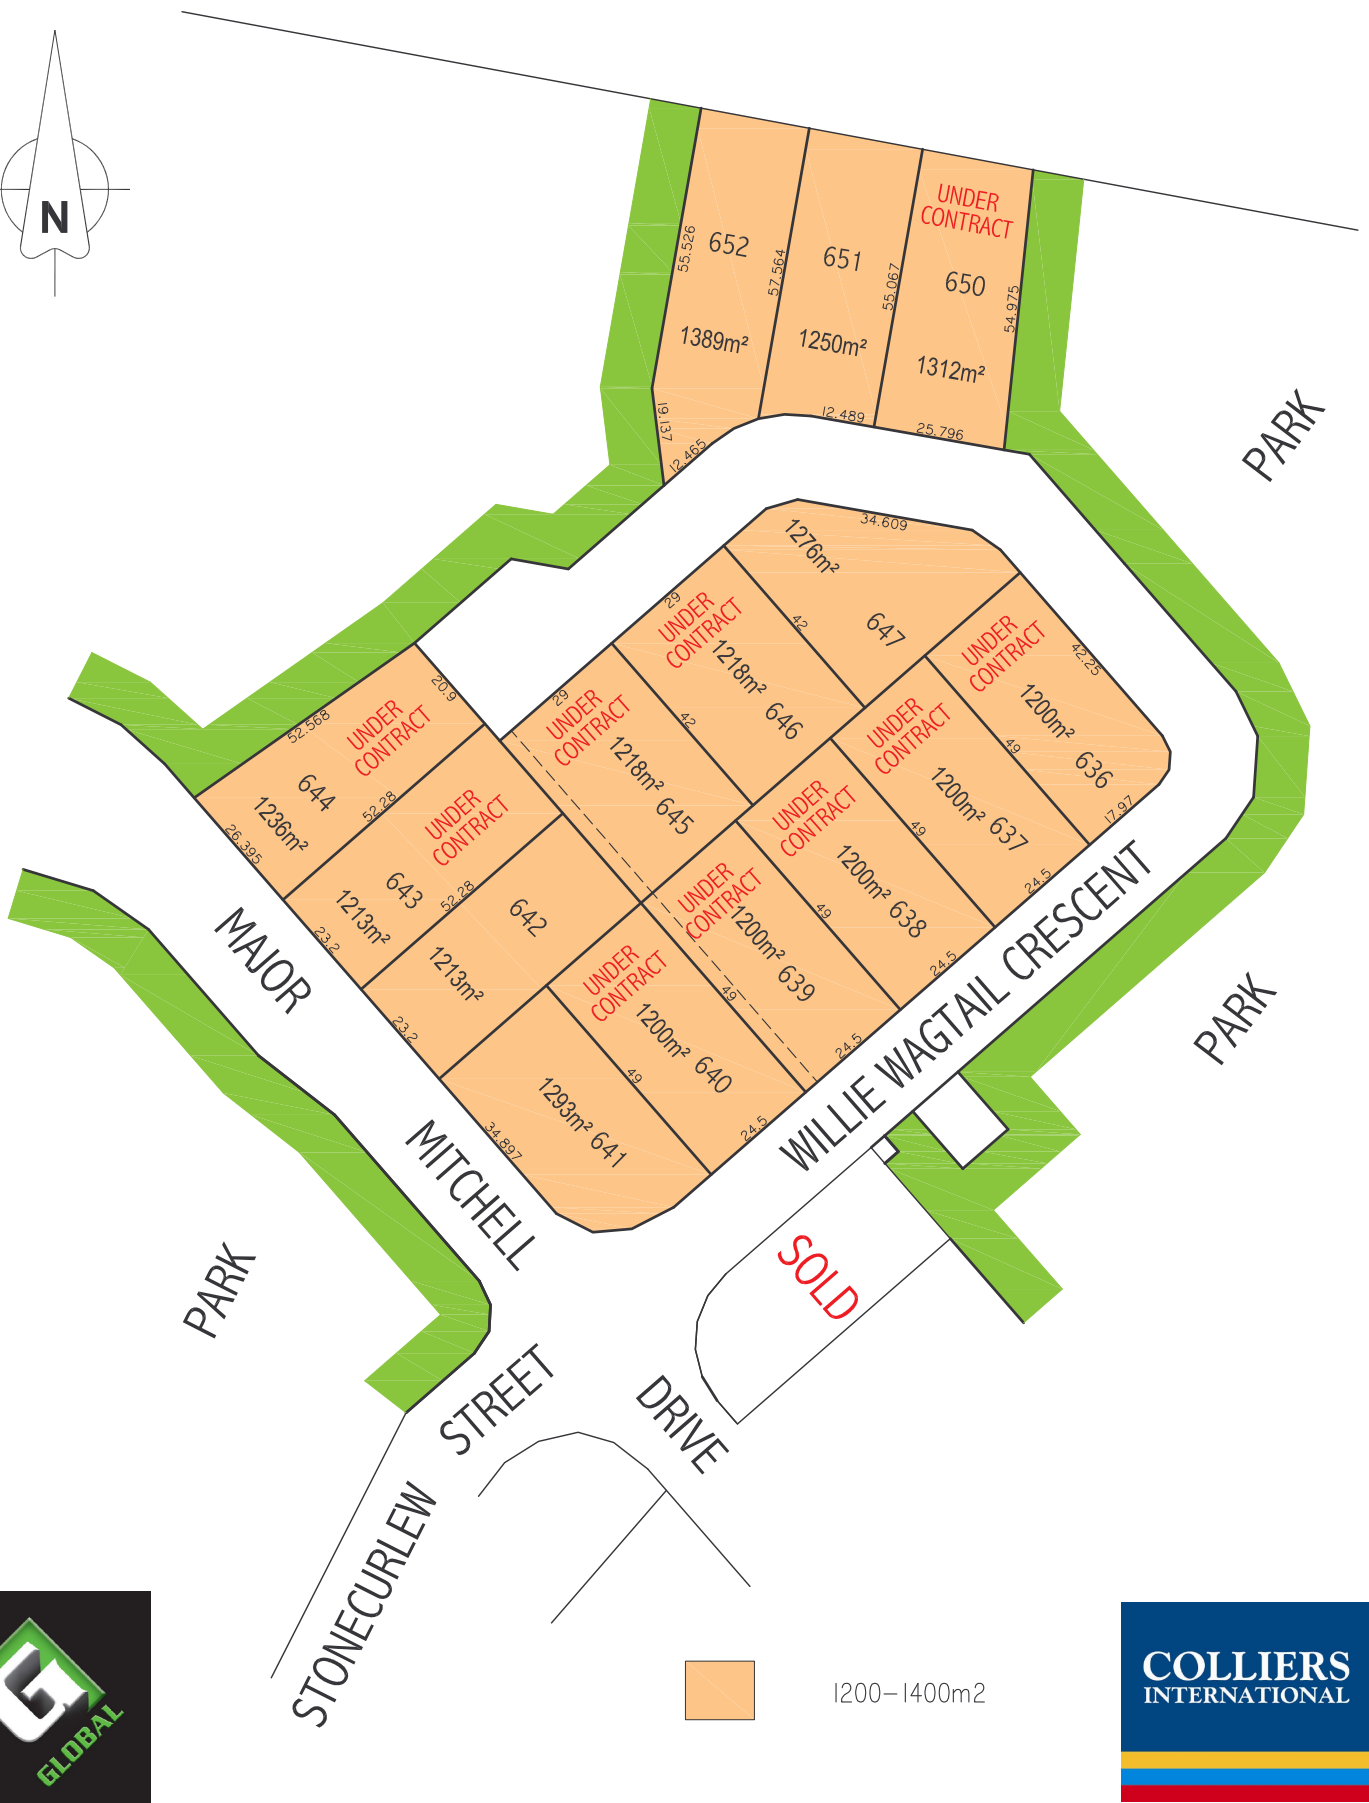 N
UNDER
CONTRACT
652
651
650
55.526
57.564
55.067
54.975
1389m²
1250m²
1312m²
19.137
12.465
12.489
25.796
PARK
34.609
1276m²
647
29
42
UNDER
CONTRACT
1218m²
646
UNDER
CONTRACT
42.25
1200m²
636
17.97
29
42
UNDER
CONTRACT
1218m²
645
UNDER
CONTRACT
49
1200m²
637
24.5
20.9
52.568
UNDER
CONTRACT
644
1236m²
26.395
52.28
UNDER
CONTRACT
643
1213m²
23.2
52.28
642
1213m²
23.2
UNDER
CONTRACT
49
1200m²
638
24.5
UNDER
CONTRACT
49
1200m²
639
24.5
UNDER
CONTRACT
49
1200m²
640
24.5
49
1293m²
641
34.897
MAJOR
MITCHELL
DRIVE
WILLIE WAGTAIL CRESCENT
PARK
PARK
SOLD
STONECURLEW
STREET
1200-1400m2
G
GLOBAL
COLLIERS
INTERNATIONAL